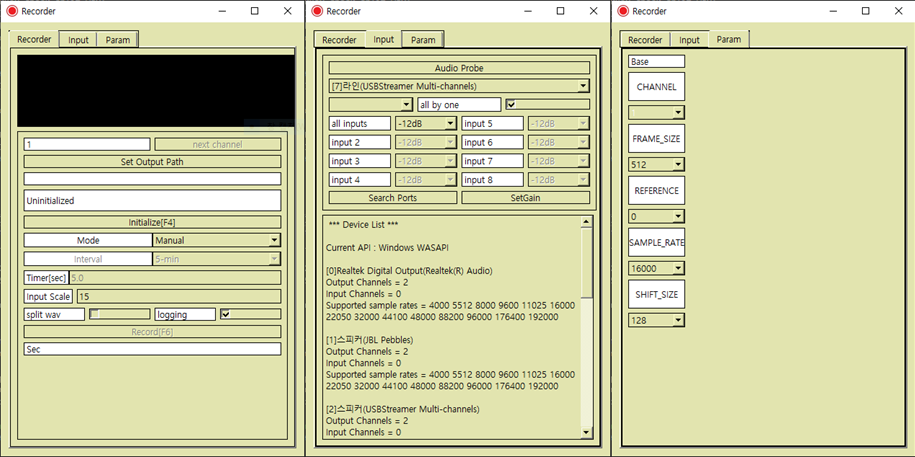 Recorder
Recorder Input Param
1 next channel
Set Output Path
Uninitialized
Initialize[F4]
Mode Manual
Interval 5-min
Timer[sec] 5.0
Input Scale 15
split wav logging
Record[F6]
Sec
Recorder
Recorder Input Param
Audio Probe
[7]라인(USBStreamer Multi-channels)
all by one
all inputs -12dB input 5 -12dB
input 2 -12dB input 6 -12dB
input 3 -12dB input 7 -12dB
input 4 -12dB input 8 -12dB
Search Ports SetGain
*** Device List ***
Current API : Windows WASAPI
[0]Realtek Digital Output(Realtek(R) Audio)
Output Channels = 2
Input Channels = 0
Supported sample rates = 4000 5512 8000 9600 11025 16000
22050 32000 44100 48000 88200 96000 176400 192000
[1]스피커(JBL Pebbles)
Output Channels = 2
Input Channels = 0
Supported sample rates = 4000 5512 8000 9600 11025 16000
22050 32000 44100 48000 88200 96000 176400 192000
[2]스피커(USBStreamer Multi-channels)
Output Channels = 2
Input Channels = 0
Recorder
Recorder Input Param
Base
CHANNEL
FRAME_SIZE
512
REFERENCE
0
SAMPLE_RATE
16000
SHIFT_SIZE
128